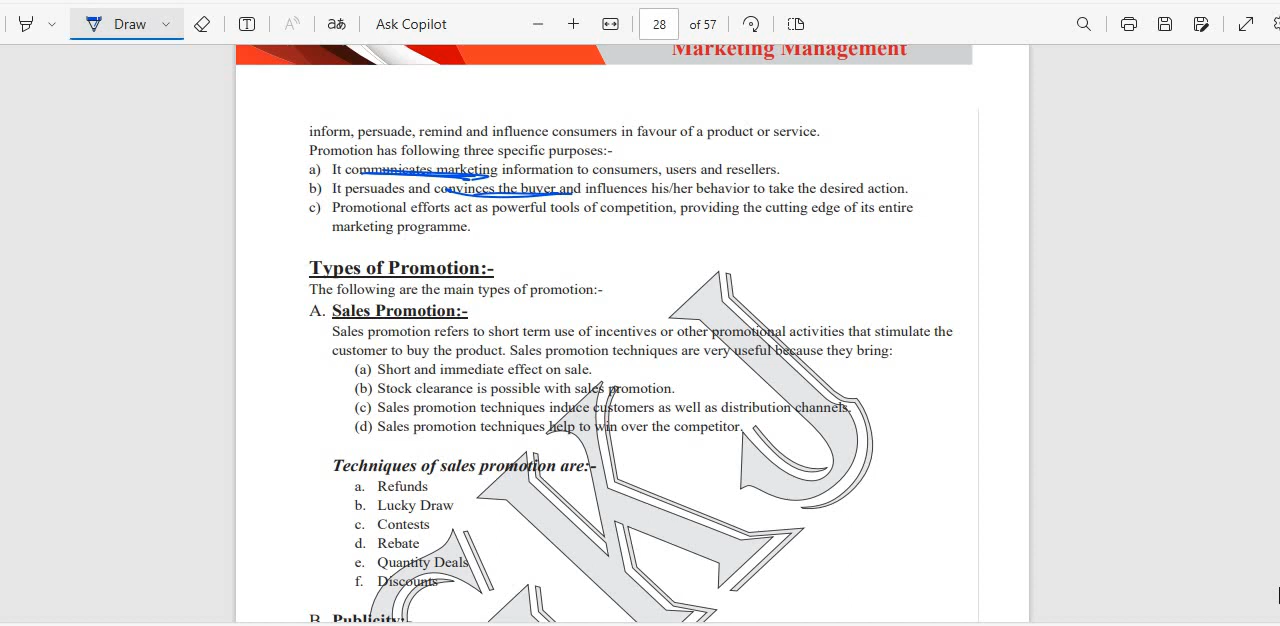 Draw
Ask Copilot
28 of 57
Marketing Management
inform, persuade, remind and influence consumers in favour of a product or service.
Promotion has following three specific purposes:-
a) It communicates marketing information to consumers, users and resellers.
b) It persuades and convinces the buyer and influences his/her behavior to take the desired action.
c) Promotional efforts act as powerful tools of competition, providing the cutting edge of its entire
marketing programme.
Types of Promotion:-
The following are the main types of promotion:-
A. Sales Promotion:-
Sales promotion refers to short term use of incentives or other promotional activities that stimulate the
customer to buy the product. Sales promotion techniques are very useful because they bring:
(a) Short and immediate effect on sale.
(b) Stock clearance is possible with sales promotion.
(c) Sales promotion techniques induce customers as well as distribution channels.
(d) Sales promotion techniques help to win over the competitor.
Techniques of sales promotion are:-
a. Refunds
b. Lucky Draw
c. Contests
d. Rebate
e. Quantity Deals
f. Discounts
B. Publicity:-